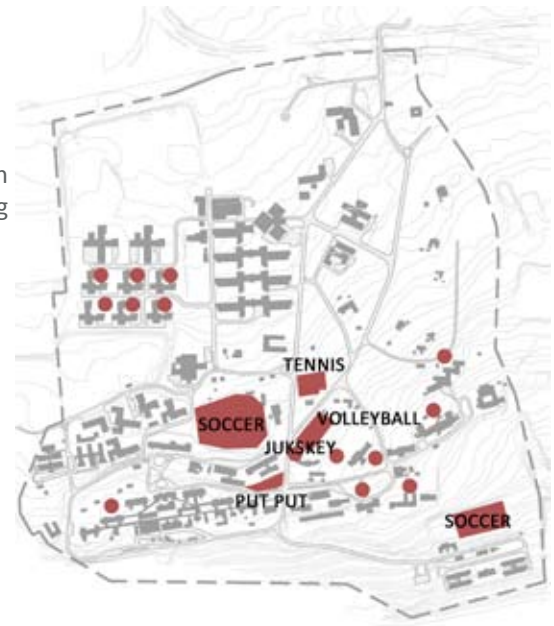 n
g
TENNIS
SOCCER
VOLLEYBALL
JUKSKEY
PUT PUT
SOCCER